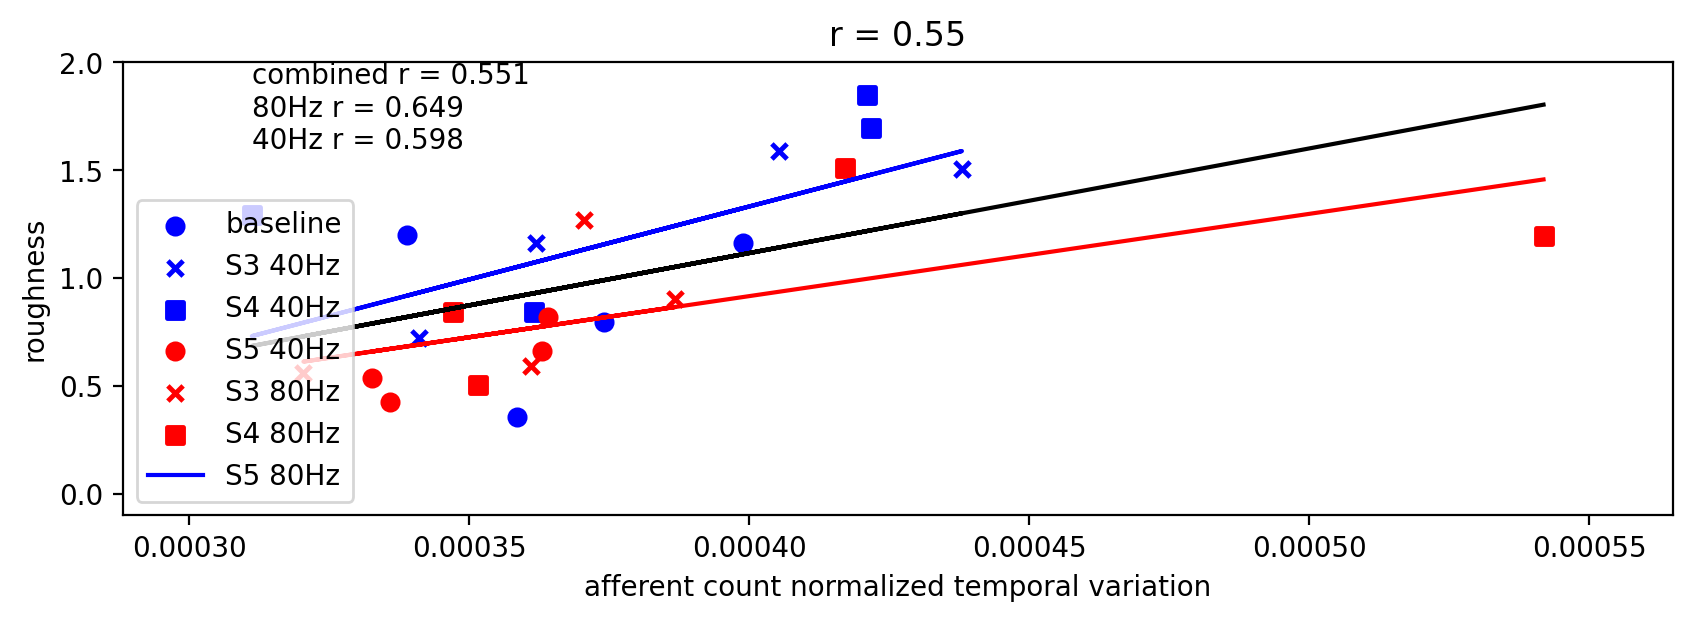 r = 0.55
combined r = 0.551
80Hz r = 0.649
40Hz r = 0.598
roughness
2.0
1.5
1.0
0.5
0.0
baseline
S3 40Hz
S4 40Hz
S5 40Hz
S3 80Hz
S4 80Hz
S5 80Hz
0.00030 0.00035 0.00040 0.00045 0.00050 0.00055
afferent count normalized temporal variation